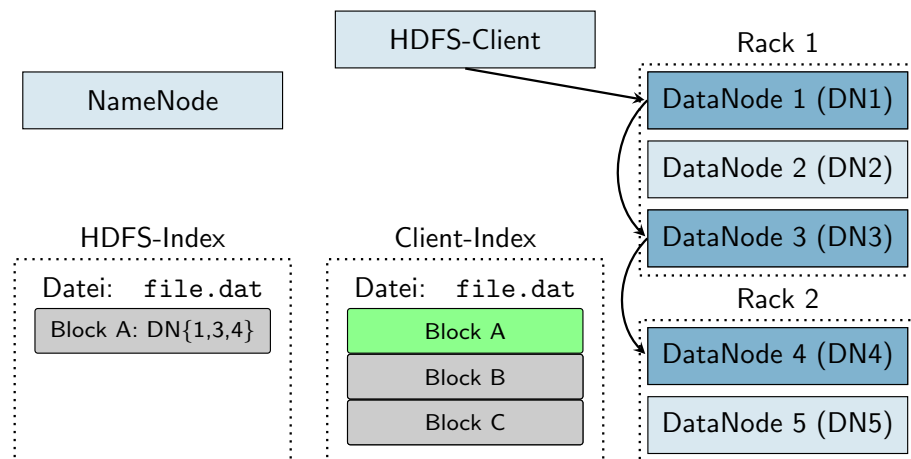 HDFS-Client
NameNode
Rack 1
DataNode 1 (DN1)
DataNode 2 (DN2)
DataNode 3 (DN3)
Rack 2
DataNode 4 (DN4)
DataNode 5 (DN5)
HDFS-Index
Datei: file.dat
Block A: DN{1,3,4}
Client-Index
Datei: file.dat
Block A
Block B
Block C